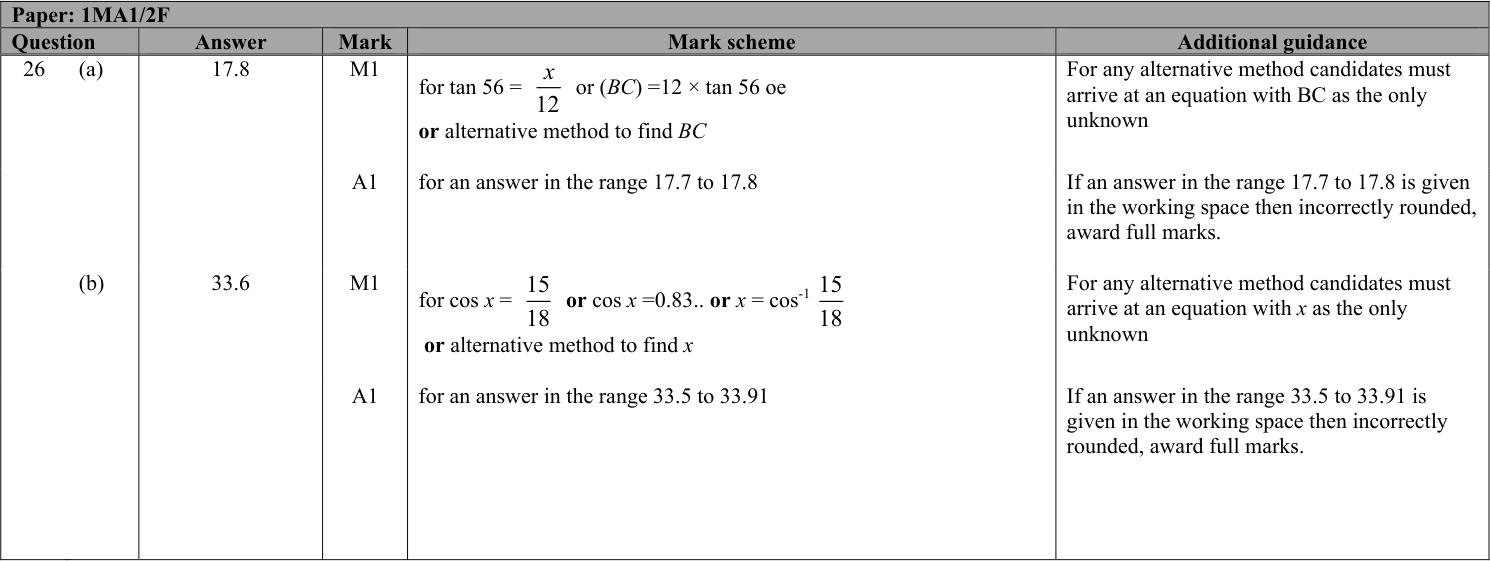 Paper: 1MA1/2F
Question Answer Mark Mark scheme Additional guidance
26 (a) 17.8 M1 for tan 56 = x/12 or (BC) =12 × tan 56 oe
or alternative method to find BC
For any alternative method candidates must
arrive at an equation with BC as the only
unknown
A1 for an answer in the range 17.7 to 17.8
If an answer in the range 17.7 to 17.8 is given
in the working space then incorrectly rounded,
award full marks.
(b) 33.6 M1 for cos x = 15/18 or cos x =0.83.. or x = cos-1 15/18
or alternative method to find x
For any alternative method candidates must
arrive at an equation with x as the only
unknown
A1 for an answer in the range 33.5 to 33.91
If an answer in the range 33.5 to 33.91 is
given in the working space then incorrectly
rounded, award full marks.